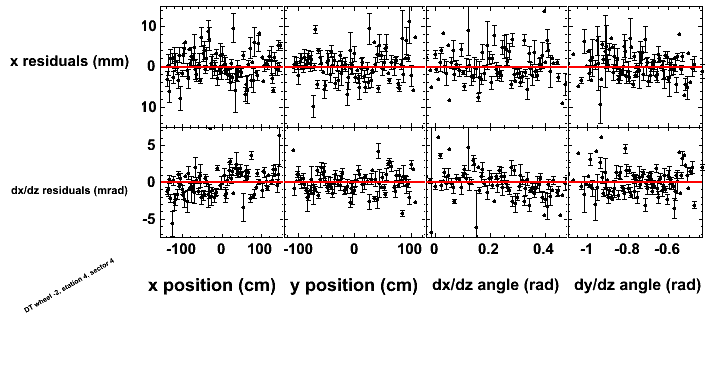 10
x residuals (mm)
0
10
5
dx/dz residuals (mrad)
0
-5
-100 0 100 -100 0 100 0 0.2 0.4 -1 -0.8 -0.6
x position (cm) y position (cm) dx/dz angle (rad) dy/dz angle (rad)
DT wheel -2, station 4, sector 4